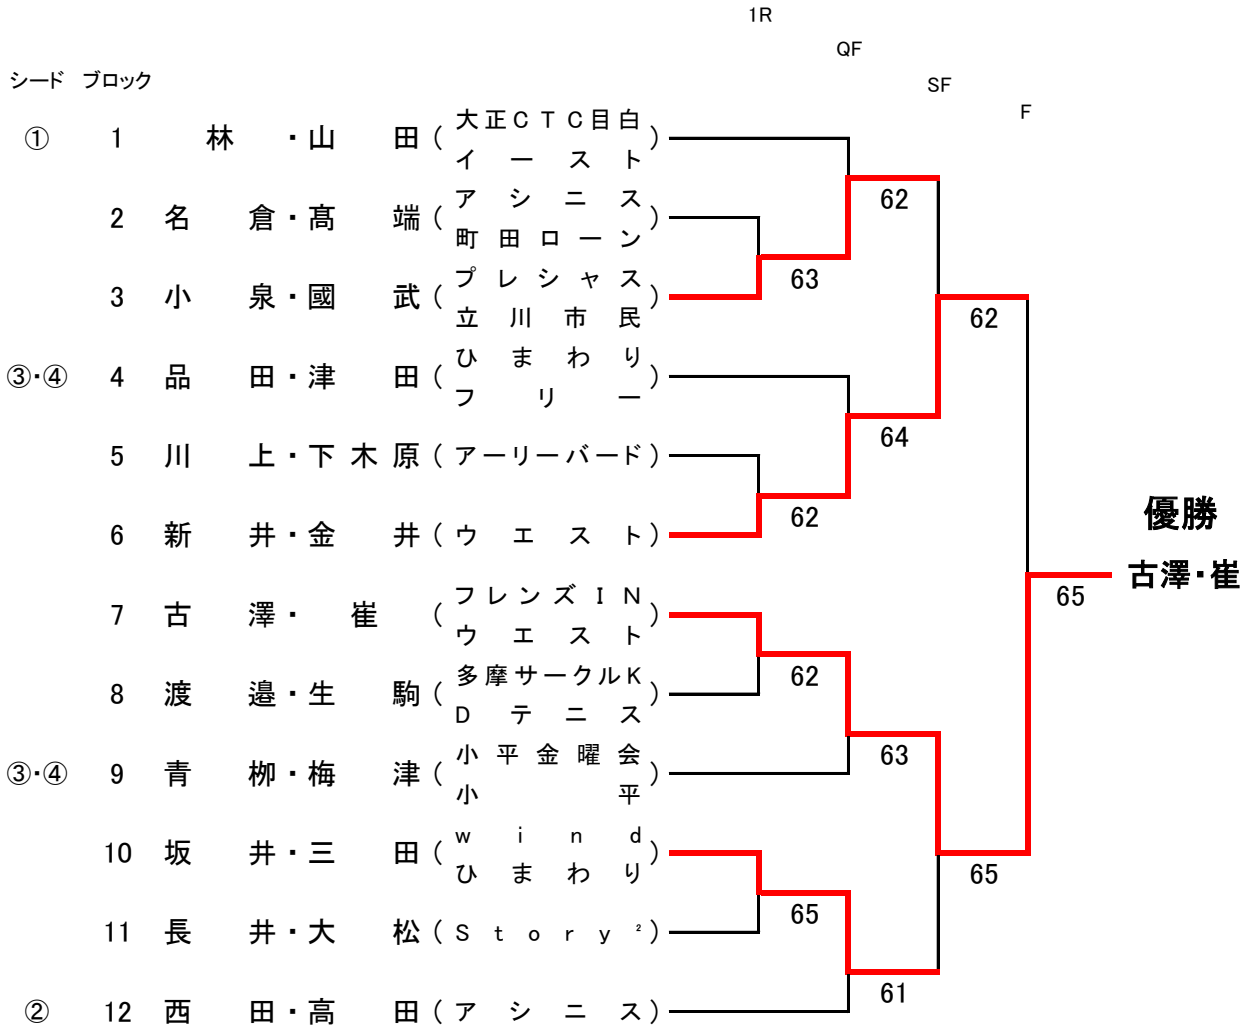 1R
QF
SF
F
シード ブロック
① 1 林・山田(大正CTC目白
イースト)
62
2 名倉・髙端(アシニス
町田ローン)
63
3 小泉・國武(プレシャス
立川市民)
62
③・④ 4 品田・津田(ひまわり
フリー)
64
5 川上・下木原(アーリーバード)
62
6 新井・金井(ウエスト)
優勝
古澤・崔
65
7 古澤・崔(フレンズIN
ウエスト)
62
8 渡邉・生駒(多摩サークルK
Dテニス)
63
③・④ 9 青栁・梅津(小平金曜会
小平)
10 坂井・三田(wind
ひまわり)
65
65
11 長井・大松(Story²)
61
② 12 西田・高田(アシニス)